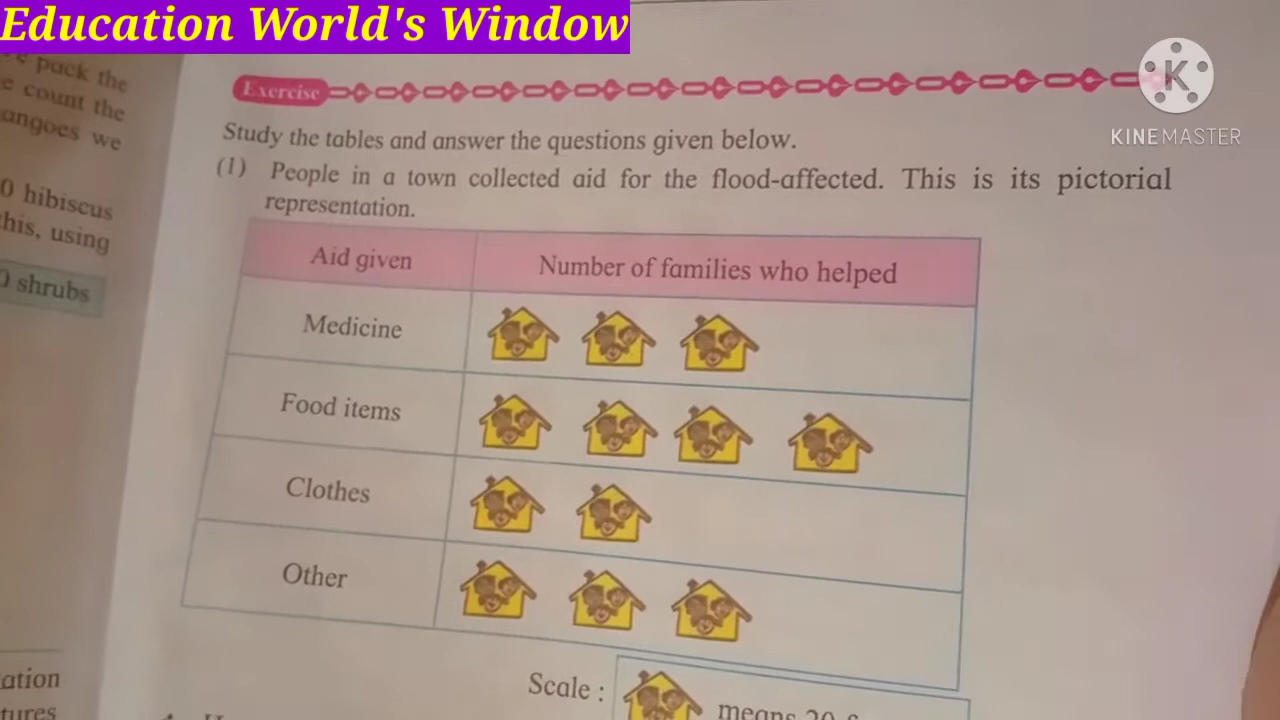 Education World's Window
K
KINEMASTER
pack the
count the
angoes we
0 hibiscus
this, using
0 shrubs
ation
tures
Exercise
Study the tables and answer the questions given below.
(1) People in a town collected aid for the flood-affected. This is its pictorial
representation.
Aid given Number of families who helped
Medicine
Food items
Clothes
Other
Scale : means 20